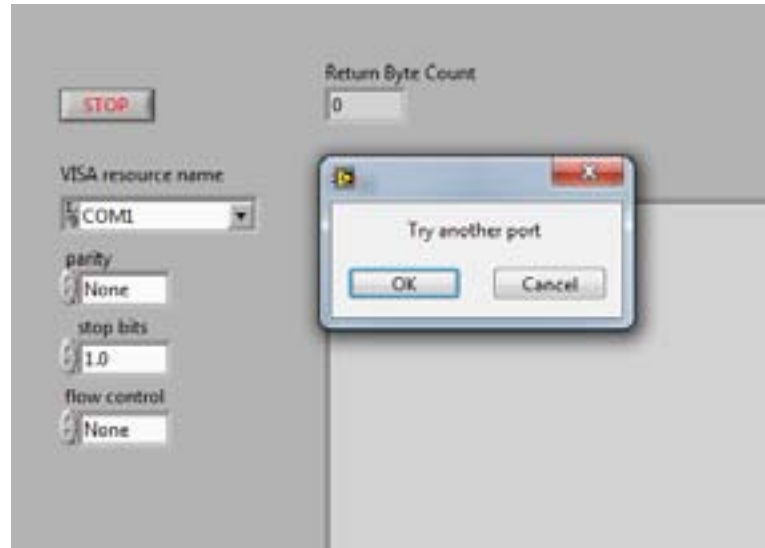 Return Byte Count
STOP
0
VISA resource name
COM1
Try another port
parity
OK
Cancel
None
stop bits
1.0
flow control
None